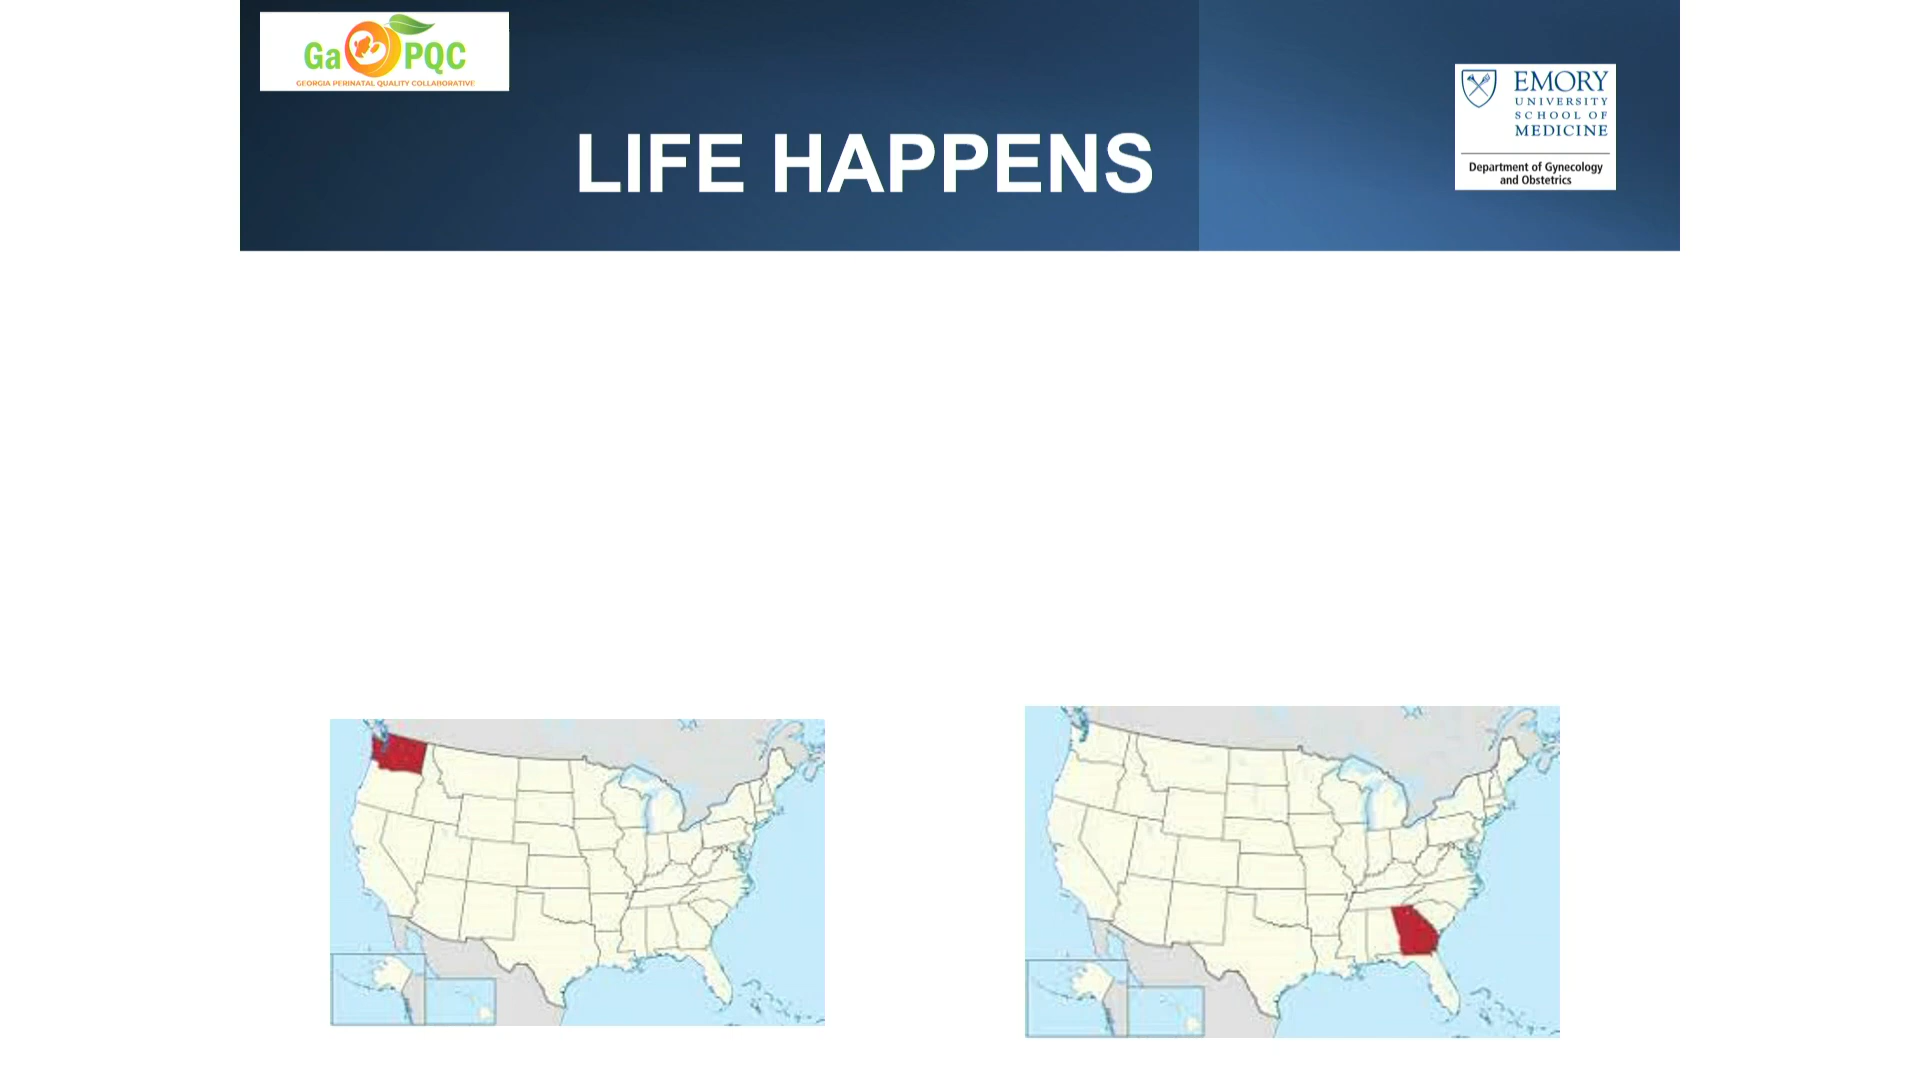 Ga PQC
GEORGIA PERINATAL QUALITY COLLABORATIVE
LIFE HAPPENS
EMORY
UNIVERSITY
SCHOOL OF
MEDICINE
Department of Gynecology
and Obstetrics